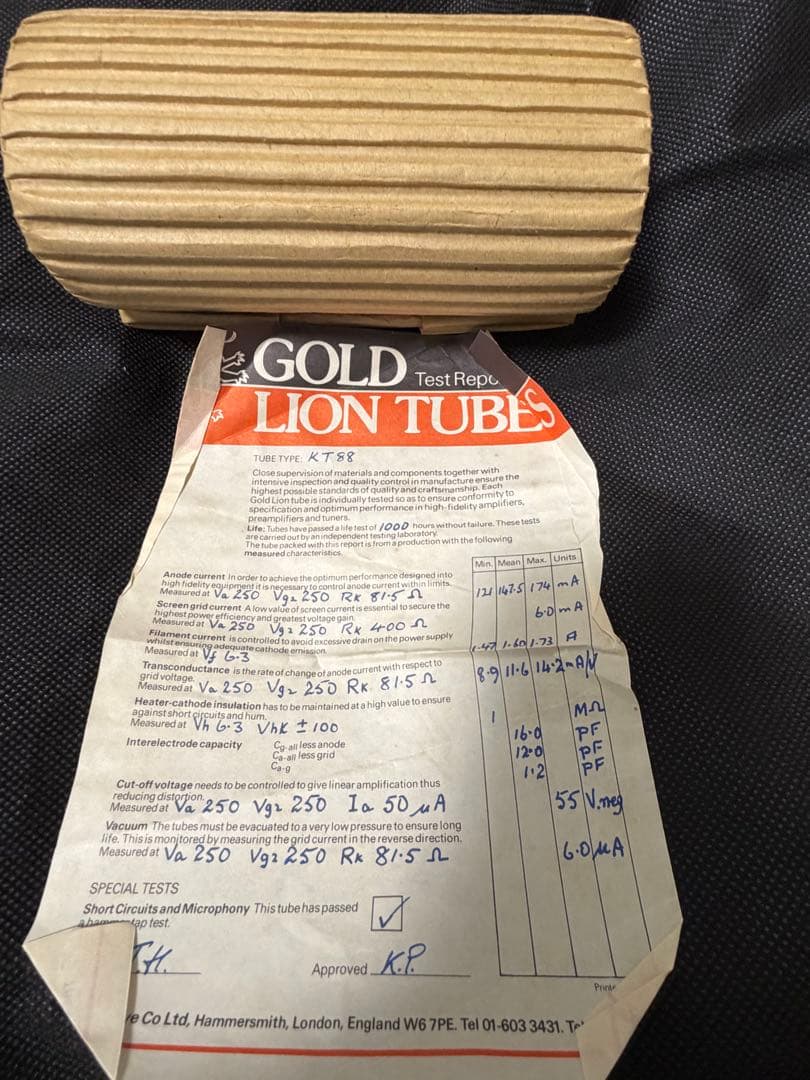 GOLD
Test Repo
LION TUBES
TUBE TYPE: KT88
Close supervision of materials and components together with
intensive inspection and quality control in manufacture ensure the
highest possible standards of quality and craftsmanship. Each
Gold Lion tube is individually tested so as to ensure conformity to
specification and optimum performance in high-fidelity amplifiers,
preamplifiers and tuners.
Life: Tubes have passed a life test of 1000 hours without failure. These tests
are carried out by an independent testing laboratory.
The tube packed with this report is from a production with the following
measured characteristics.
Min. Mean Max. Units
Anode current In order to achieve the optimum performance designed into
high fidelity equipment it is necessary to control anode current within limits.
Measured at Va 250 Vg2 250 Rk 81·5 Ω 121 147·5 174 mA
Screen grid current A low value of screen current is essential to secure the
highest power efficiency and greatest voltage gain.
Measured at Va 250 Vg2 250 Rk 400 Ω 6·0 mA
Filament current is controlled to avoid excessive drain on the power supply
whilst ensuring adequate cathode emission.
Measured at Vf 6·3 1·47 1·60 1·73 A
Transconductance is the rate of change of anode current with respect to
grid voltage.
Measured at Va 250 Vg2 250 Rk 81·5 Ω 8·9 11·6 14·2 mA/V
Heater-cathode insulation has to be maintained at a high value to ensure
against short circuits and hum.
Measured at Vh 6·3 Vhk ± 100 1 MΩ
Interelectrode capacity Cg-all less anode 16·0 PF
Ca-all less grid 12·0 PF
Ca-g 1·2 PF
Cut-off voltage needs to be controlled to give linear amplification thus
reducing distortion.
Measured at Va 250 Vg2 250 Ia 50 μA 55 V.neg
Vacuum The tubes must be evacuated to a very low pressure to ensure long
life. This is monitored by measuring the grid current in the reverse direction.
Measured at Va 250 Vg2 250 Rk 81·5 Ω 6·0 μA
SPECIAL TESTS
Short Circuits and Microphony This tube has passed
tap test.
Approved K.P.
Printe
Co Ltd, Hammersmith, London, England W6 7PE. Tel 01-603 3431.